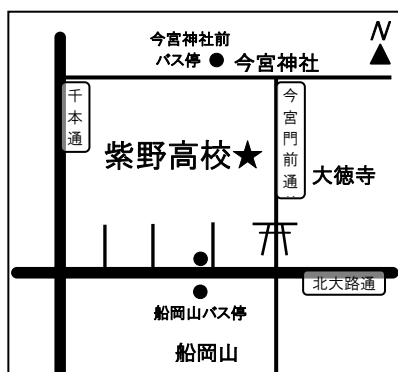 N
今宮神社前
バス停
今宮神社
千本通
今宮門前通
紫野高校★
大徳寺
北大路通
船岡山バス停
船岡山